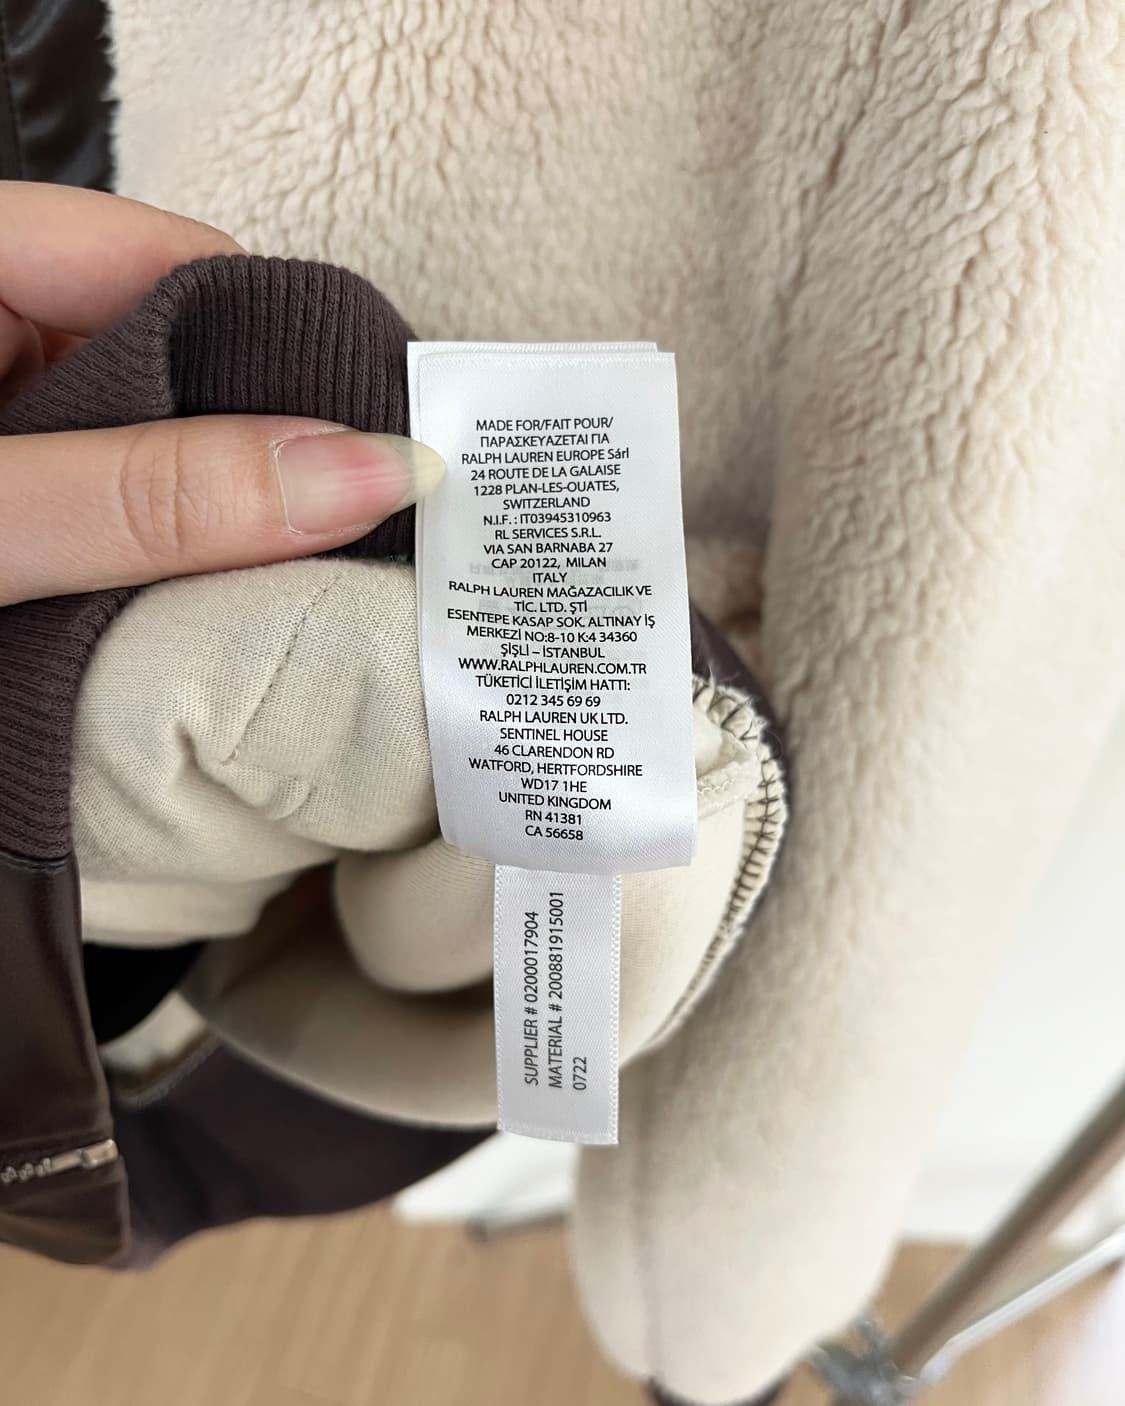 MADE FOR/FAIT POUR/
ΠΑΡΑΣΚΕΥΑΖΕΤΑΙ ΓΙΑ
RALPH LAUREN EUROPE Sárl
24 ROUTE DE LA GALAISE
1228 PLAN-LES-OUATES,
SWITZERLAND
N.I.F. : IT03945310963
RL SERVICES S.R.L.
VIA SAN BARNABA 27
CAP 20122, MILAN
ITALY
RALPH LAUREN MAĞAZACILIK VE
TİC. LTD. ŞTİ
ESENTEPE KASAP SOK. ALTINAY İŞ
MERKEZİ NO:8-10 K:4 34360
ŞİŞLİ – İSTANBUL
WWW.RALPHLAUREN.COM.TR
TÜKETİCİ İLETİŞİM HATTI:
0212 345 69 69
RALPH LAUREN UK LTD.
SENTINEL HOUSE
46 CLARENDON RD
WATFORD, HERTFORDSHIRE
WD17 1HE
UNITED KINGDOM
RN 41381
CA 56658
SUPPLIER # 0200017904
MATERIAL # 200881915001
0722